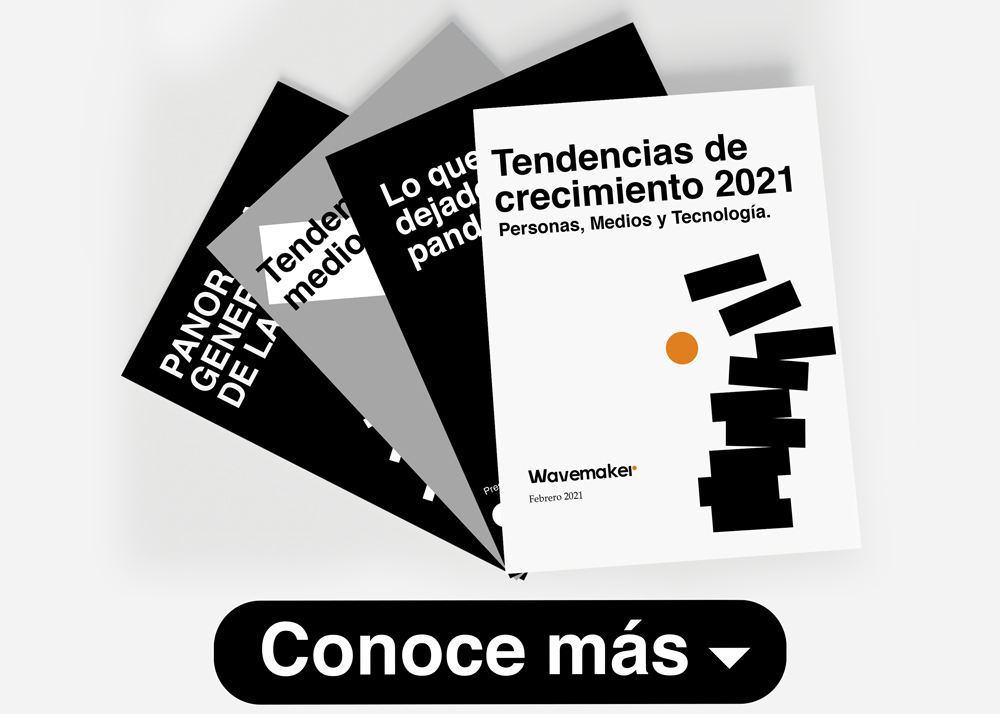 PANOR
GENER
DE LA
Tenden
medio
Lo que
dejad
pand
Tendencias de
crecimiento 2021
Personas, Medios y Tecnología.
Wavemaker
Febrero 2021
Conoce más